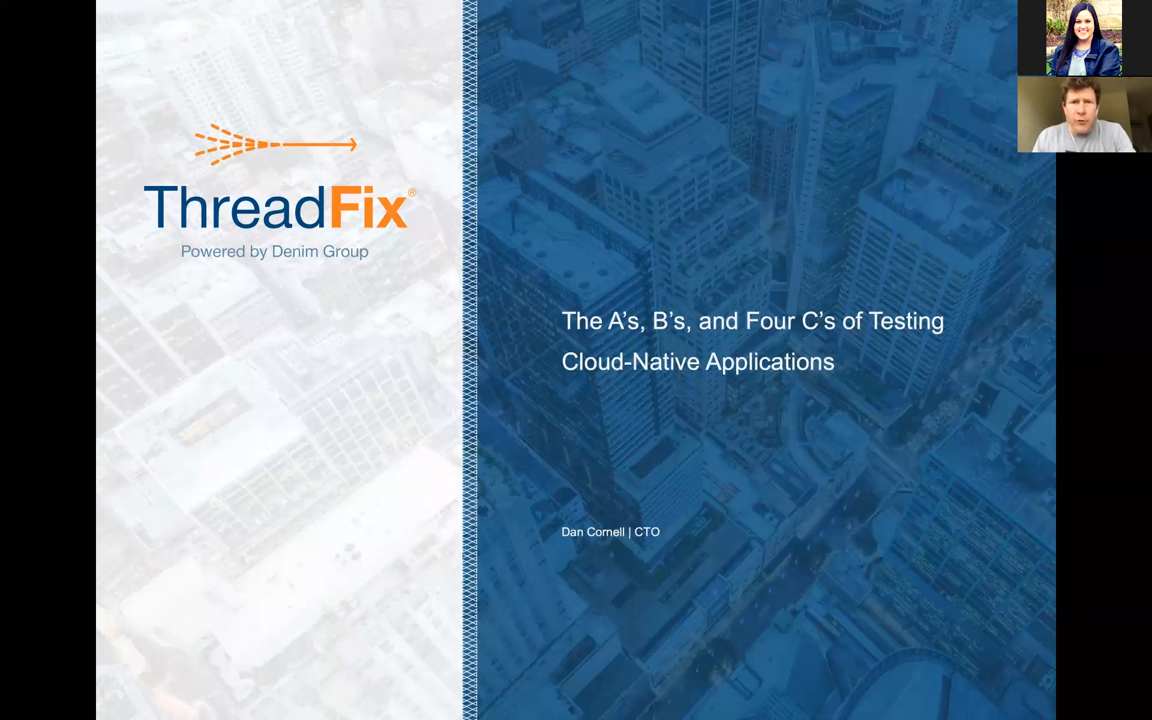 ThreadFix®
Powered by Denim Group
The A's, B's, and Four C's of Testing
Cloud-Native Applications
Dan Cornell | CTO